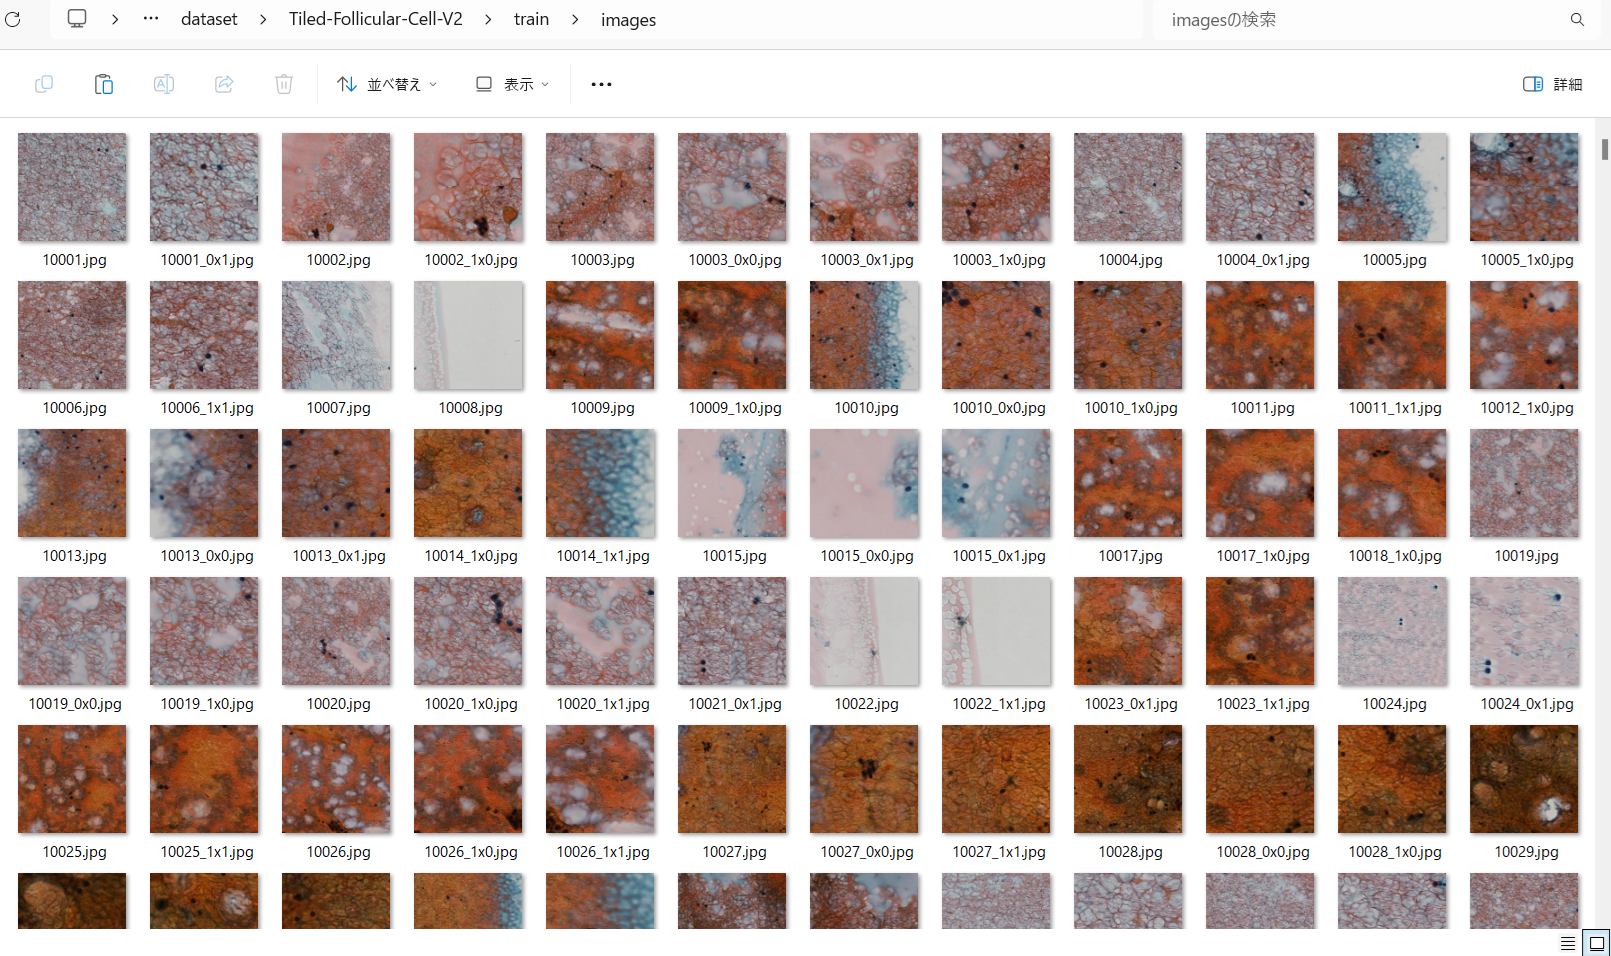 dataset > Tiled-Follicular-Cell-V2 > train > images
imagesの検索
並べ替え
表示
詳細
10001.jpg 10001_0x1.jpg 10002.jpg 10002_1x0.jpg 10003.jpg 10003_0x0.jpg 10003_0x1.jpg 10003_1x0.jpg 10004.jpg 10004_0x1.jpg 10005.jpg 10005_1x0.jpg
10006.jpg 10006_1x1.jpg 10007.jpg 10008.jpg 10009.jpg 10009_1x0.jpg 10010.jpg 10010_0x0.jpg 10010_1x0.jpg 10011.jpg 10011_1x1.jpg 10012_1x0.jpg
10013.jpg 10013_0x0.jpg 10013_0x1.jpg 10014_1x0.jpg 10014_1x1.jpg 10015.jpg 10015_0x0.jpg 10015_0x1.jpg 10017.jpg 10017_1x0.jpg 10018_1x0.jpg 10019.jpg
10019_0x0.jpg 10019_1x0.jpg 10020.jpg 10020_1x0.jpg 10020_1x1.jpg 10021_0x1.jpg 10022.jpg 10022_1x1.jpg 10023_0x1.jpg 10023_1x1.jpg 10024.jpg 10024_0x1.jpg
10025.jpg 10025_1x1.jpg 10026.jpg 10026_1x0.jpg 10026_1x1.jpg 10027.jpg 10027_0x0.jpg 10027_1x1.jpg 10028.jpg 10028_0x0.jpg 10028_1x0.jpg 10029.jpg